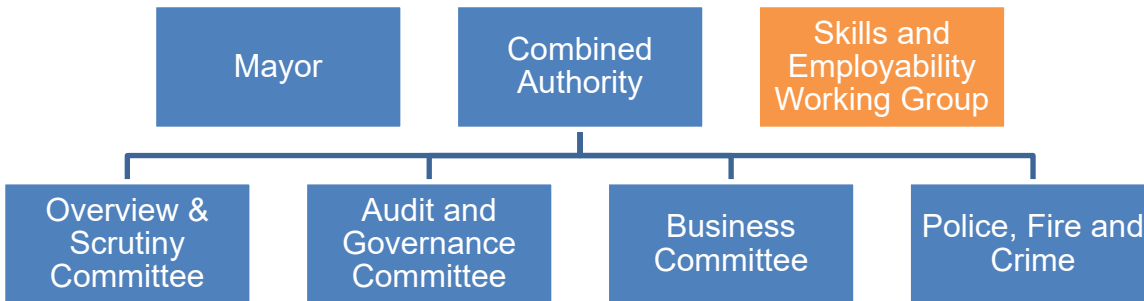 Mayor
Combined
Authority
Skills and
Employability
Working Group
Overview &
Scrutiny
Committee
Audit and
Governance
Committee
Business
Committee
Police, Fire and
Crime